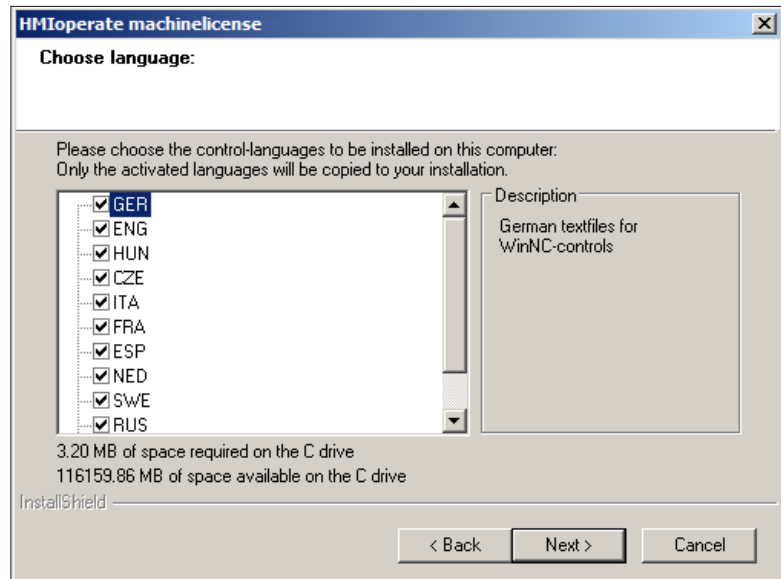 HMIoperate machinelicense
Choose language:
Please choose the control-languages to be installed on this computer:
Only the activated languages will be copied to your installation.
GER
ENG
HUN
CZE
ITA
FRA
ESP
NED
SWE
RUS
Description
German textfiles for
WinNC-controls
3.20 MB of space required on the C drive
116159.86 MB of space available on the C drive
InstallShield
< Back
Next >
Cancel